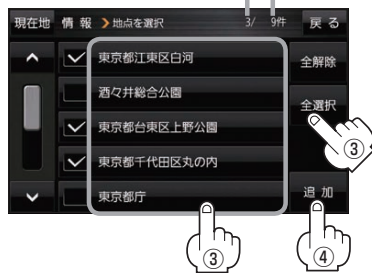 現在地 情報 地点を選択 3/ 9件 戻る
東京都江東区白河 全解除
酒々井総合公園
全選択
東京都台東区上野公園
③
東京都千代田区丸の内
東京都庁 追加
③ ④